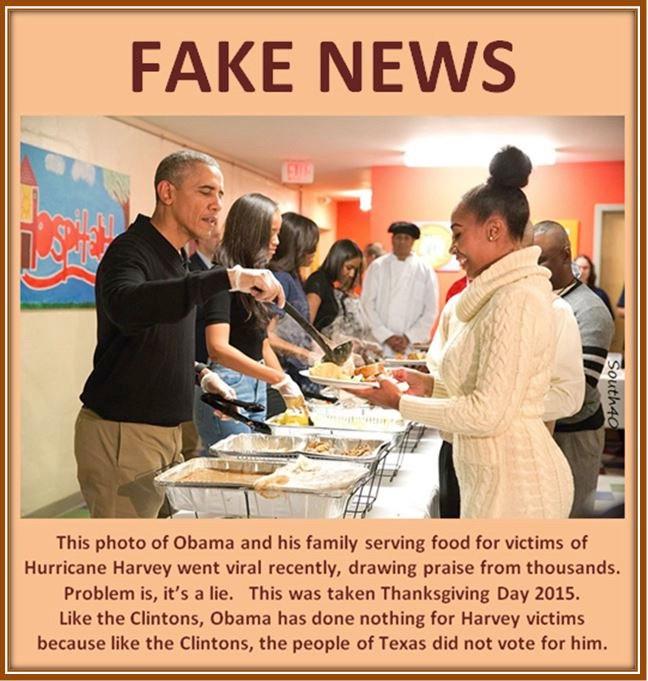 FAKE NEWS
Hospitali
EXIT
South40
This photo of Obama and his family serving food for victims of
Hurricane Harvey went viral recently, drawing praise from thousands.
Problem is, it's a lie.   This was taken Thanksgiving Day 2015.
Like the Clintons, Obama has done nothing for Harvey victims
because like the Clintons, the people of Texas did not vote for him.